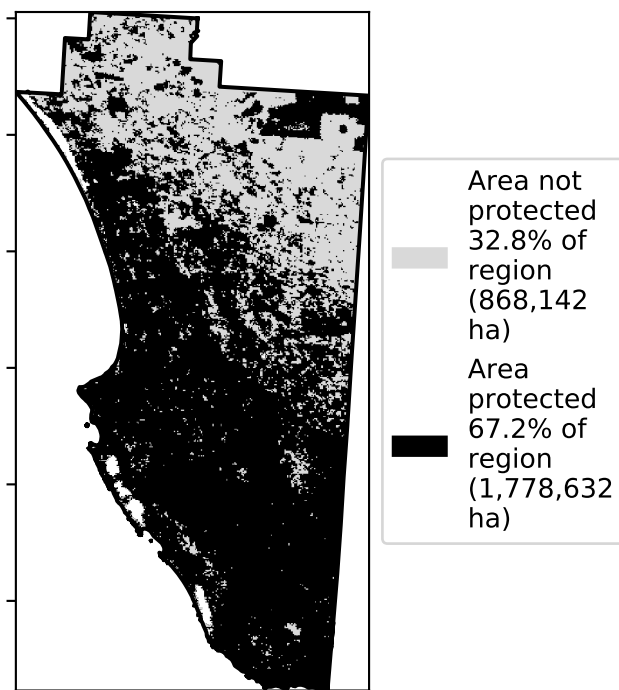 Area not
protected
32.8% of
region
(868,142
ha)
Area
protected
67.2% of
region
(1,778,632
ha)